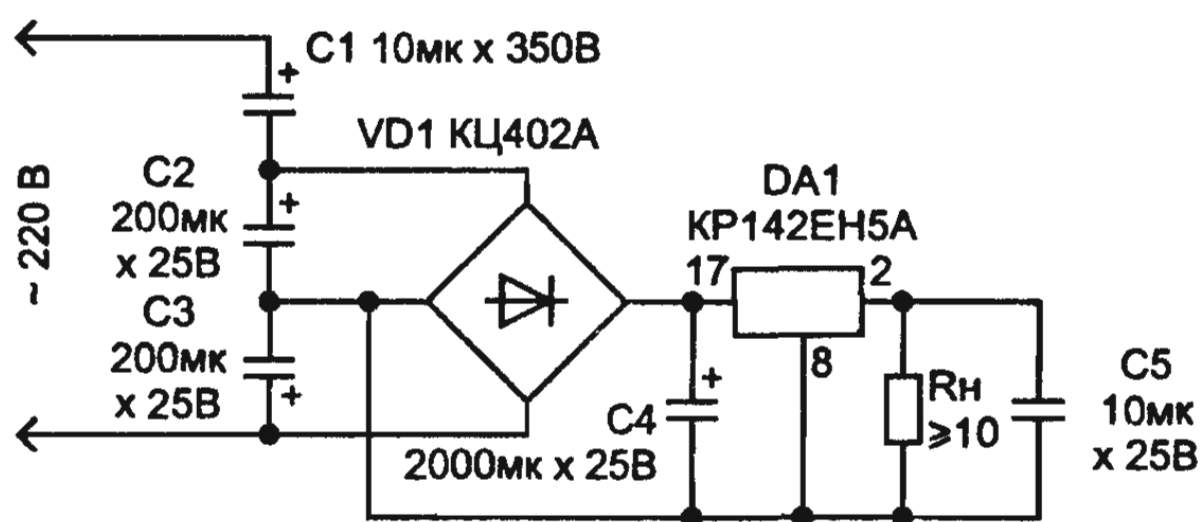 C1 10мк x 350В
+
VD1 КЦ402А
~ 220 В
C2
200мк
x 25В
+
C3
200мк
x 25В
+
DA1
КР142ЕН5А
17
2
8
C4
+
2000мк x 25В
Rн
⩾10
C5
10мк
x 25В